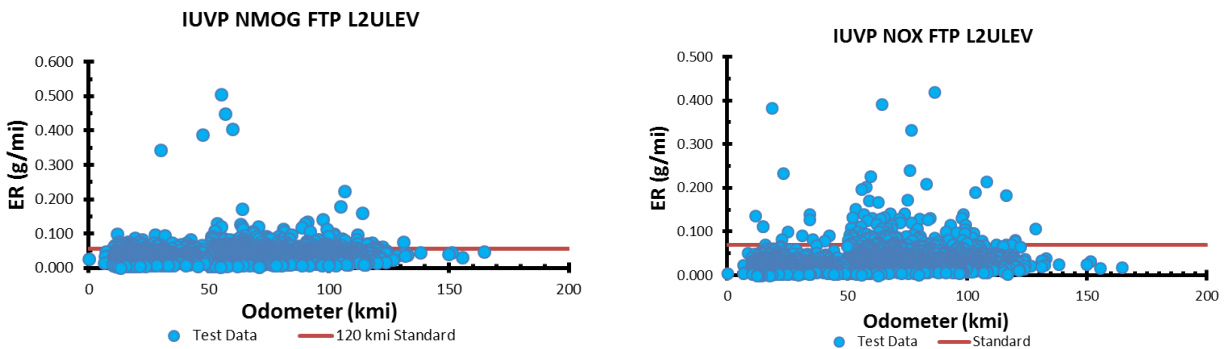 IUVP NMOG FTP L2ULEV
ER (g/mi)
0.600
0.500
0.400
0.300
0.200
0.100
0.000
0
50
100
150
200
Odometer (kmi)
Test Data
120 kmi Standard
IUVP NOX FTP L2ULEV
ER (g/mi)
0.500
0.400
0.300
0.200
0.100
0.000
0
50
100
150
200
Odometer (kmi)
Test Data
Standard